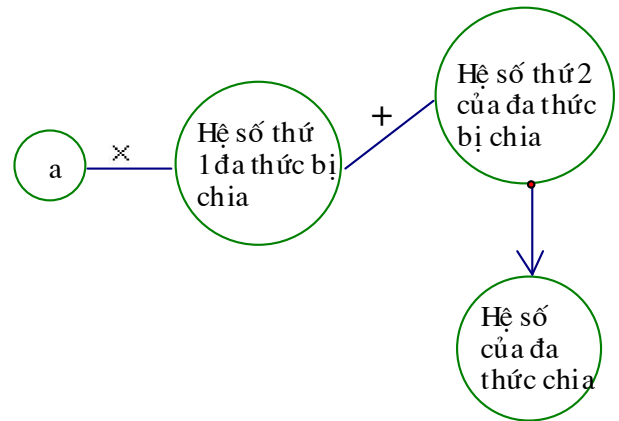 a
×
Hệ số thứ
1 đa thức bị
chia
+
Hệ số thứ 2
của đa thức
bị chia
Hệ số
của đa
thức chia